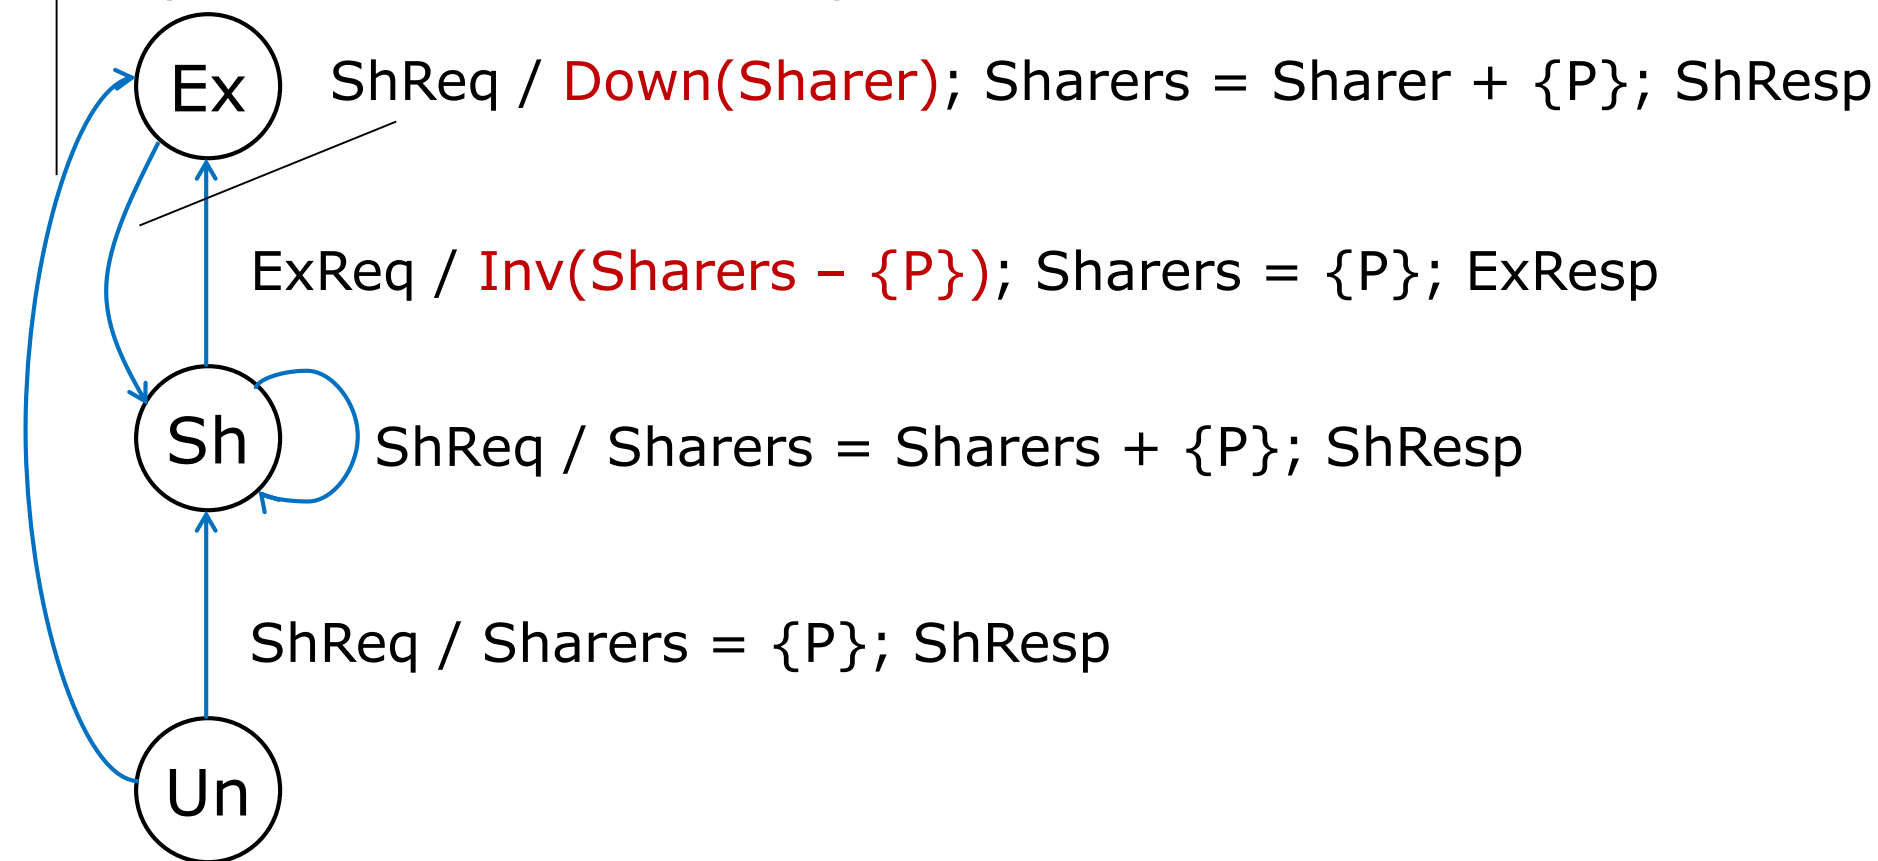 Ex
ShReq / Down(Sharer); Sharers = Sharer + {P}; ShResp
ExReq / Inv(Sharers – {P}); Sharers = {P}; ExResp
Sh
ShReq / Sharers = Sharers + {P}; ShResp
ShReq / Sharers = {P}; ShResp
Un